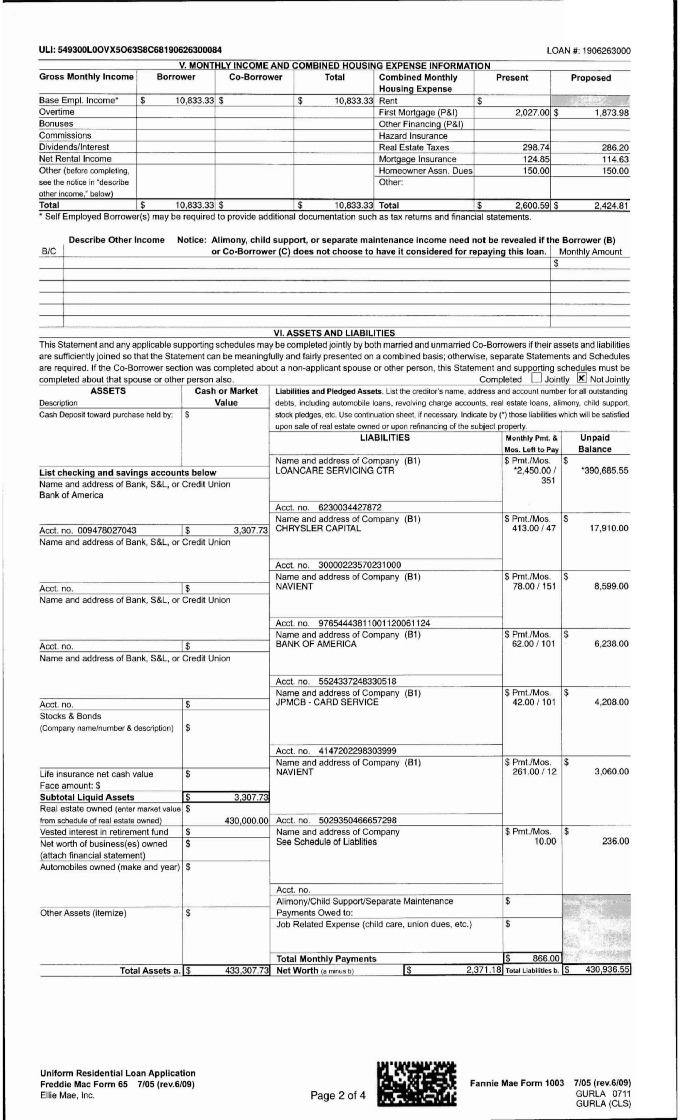 ULI: 549300L0OVX5O63S8C68190626300084 LOAN #: 1906263000
V. MONTHLY INCOME AND COMBINED HOUSING EXPENSE INFORMATION
Gross Monthly Income Borrower Co-Borrower Total Combined Monthly Housing Expense Present Proposed
Base Empl. Income* $ 10,833.33 $ $ 10,833.33 Rent $
Overtime First Mortgage (P&I) 2,027.00 $ 1,873.98
Bonuses Other Financing (P&I)
Commissions Hazard Insurance
Dividends/Interest Real Estate Taxes 298.74 286.20
Net Rental Income Mortgage Insurance 124.85 114.63
Other (before completing, Homeowner Assn. Dues 150.00 150.00
see the notice in "describe Other:
other income," below)
Total $ 10,833.33 $ $ 10,833.33 Total $ 2,600.59 $ 2,424.81
* Self Employed Borrower(s) may be required to provide additional documentation such as tax returns and financial statements.
Describe Other Income Notice: Alimony, child support, or separate maintenance income need not be revealed if the Borrower (B)
B/C or Co-Borrower (C) does not choose to have it considered for repaying this loan. Monthly Amount
$
VI. ASSETS AND LIABILITIES
This Statement and any applicable supporting schedules may be completed jointly by both married and unmarried Co-Borrowers if their assets and liabilities
are sufficiently joined so that the Statement can be meaningfully and fairly presented on a combined basis; otherwise, separate Statements and Schedules
are required. If the Co-Borrower section was completed about a non-applicant spouse or other person, this Statement and supporting schedules must be
completed about that spouse or other person also. Completed Jointly X Not Jointly
ASSETS Cash or Market Value
Description
Cash Deposit toward purchase held by: $
Liabilities and Pledged Assets. List the creditor's name, address and account number for all outstanding
debts, including automobile loans, revolving charge accounts, real estate loans, alimony, child support,
stock pledges, etc. Use continuation sheet, if necessary. Indicate by (*) those liabilities which will be satisfied
upon sale of real estate owned or upon refinancing of the subject property.
LIABILITIES Monthly Pmt. & Mos. Left to Pay Unpaid Balance
List checking and savings accounts below
Name and address of Bank, S&L, or Credit Union
Bank of America
Acct. no. 009478027043 $ 3,307.73
Name and address of Bank, S&L, or Credit Union
Acct. no. $
Name and address of Bank, S&L, or Credit Union
Acct. no. $
Name and address of Bank, S&L, or Credit Union
Acct. no. $
Stocks & Bonds
(Company name/number & description) $
Life insurance net cash value $
Face amount: $
Subtotal Liquid Assets $ 3,307.73
Real estate owned (enter market value $
from schedule of real estate owned) 430,000.00
Vested interest in retirement fund $
Net worth of business(es) owned $
(attach financial statement)
Automobiles owned (make and year) $
Other Assets (itemize) $
Total Assets a. $ 433,307.73
Name and address of Company (B1) $ Pmt./Mos. $
LOANCARE SERVICING CTR *2,450.00 / *390,685.55
351
Acct. no. 6230034427872
Name and address of Company (B1) $ Pmt./Mos. $
CHRYSLER CAPITAL 413.00 / 47 17,910.00
Acct. no. 30000223570231000
Name and address of Company (B1) $ Pmt./Mos. $
NAVIENT 78.00 / 151 8,599.00
Acct. no. 97654443811001120061124
Name and address of Company (B1) $ Pmt./Mos. $
BANK OF AMERICA 62.00 / 101 6,238.00
Acct. no. 5524337248330518
Name and address of Company (B1) $ Pmt./Mos. $
JPMCB - CARD SERVICE 42.00 / 101 4,208.00
Acct. no. 4147202298303999
Name and address of Company (B1) $ Pmt./Mos. $
NAVIENT 261.00 / 12 3,060.00
Acct. no. 5029350466657298
Name and address of Company $ Pmt./Mos. $
See Schedule of Liablities 10.00 236.00
Acct. no.
Alimony/Child Support/Separate Maintenance $
Payments Owed to:
Job Related Expense (child care, union dues, etc.) $
Total Monthly Payments $ 866.00
Net Worth (a minus b) $ 2,371.18 Total Liabilities b. $ 430,936.55
Uniform Residential Loan Application
Freddie Mac Form 65 7/05 (rev.6/09)
Ellie Mae, Inc.
Page 2 of 4
Fannie Mae Form 1003 7/05 (rev.6/09)
GURLA 0711
GURLA (CLS)